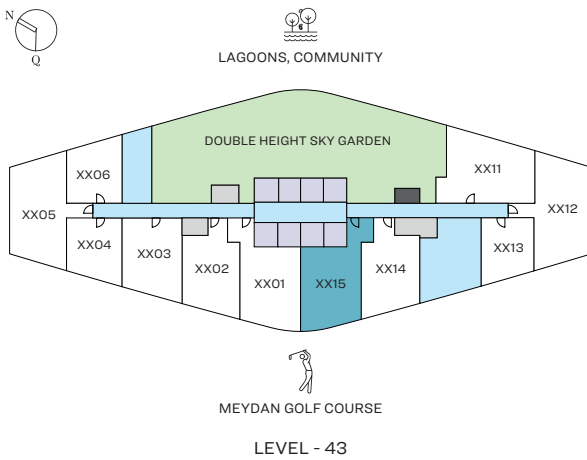 N
Q
LAGOONS, COMMUNITY
DOUBLE HEIGHT SKY GARDEN
XX06
XX11
XX05
XX12
XX04
XX03
XX02
XX01
XX15
XX14
XX13
MEYDAN GOLF COURSE
LEVEL - 43